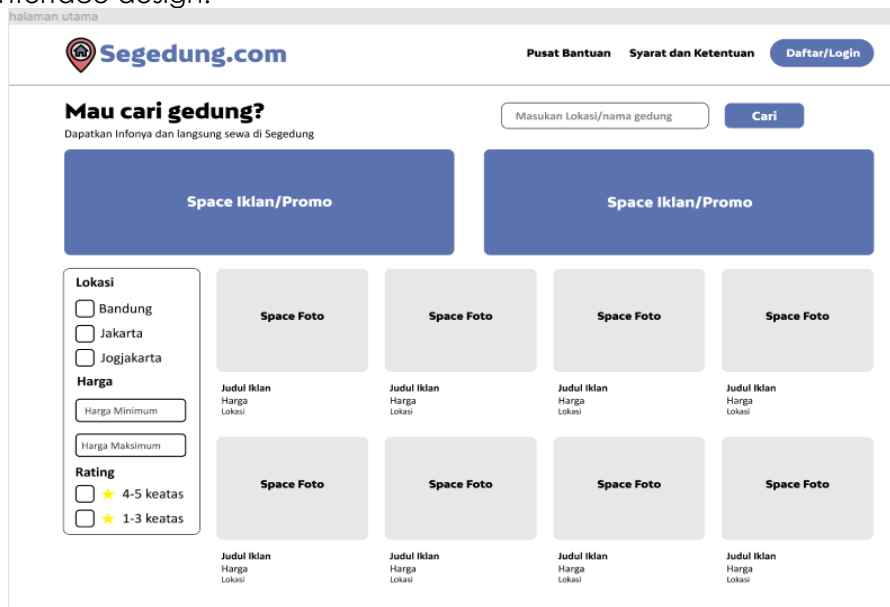 interface design.
halaman utama
Segedung.com
Pusat Bantuan Syarat dan Ketentuan Daftar/Login
Mau cari gedung?
Dapatkan Infonya dan langsung sewa di Segedung
Masukan Lokasi/nama gedung
Cari
Space Iklan/Promo
Space Iklan/Promo
Lokasi
Bandung
Jakarta
Jogjakarta
Harga
Harga Minimum
Harga Maksimum
Rating
4-5 keatas
1-3 keatas
Space Foto
Judul Iklan
Harga
Lokasi
Space Foto
Judul Iklan
Harga
Lokasi
Space Foto
Judul Iklan
Harga
Lokasi
Space Foto
Judul Iklan
Harga
Lokasi
Space Foto
Judul Iklan
Harga
Lokasi
Space Foto
Judul Iklan
Harga
Lokasi
Space Foto
Judul Iklan
Harga
Lokasi
Space Foto
Judul Iklan
Harga
Lokasi